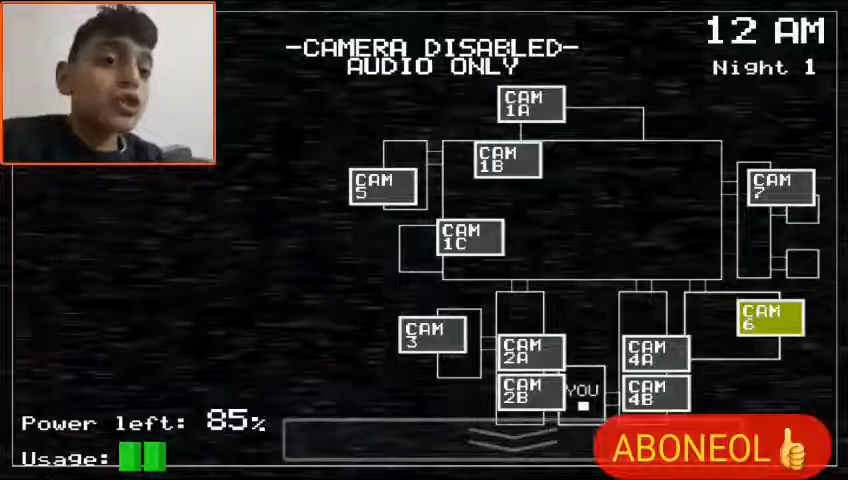 12 AM
Night 1
-CAMERA DISABLED-
AUDIO ONLY
CAM
1A
CAM
1B
CAM
5
CAM
7
CAM
1C
CAM
6
CAM
3
CAM
2A
CAM
4A
CAM
2B
YOU
CAM
4B
Power left: 85%
Usage:
ABONEOL